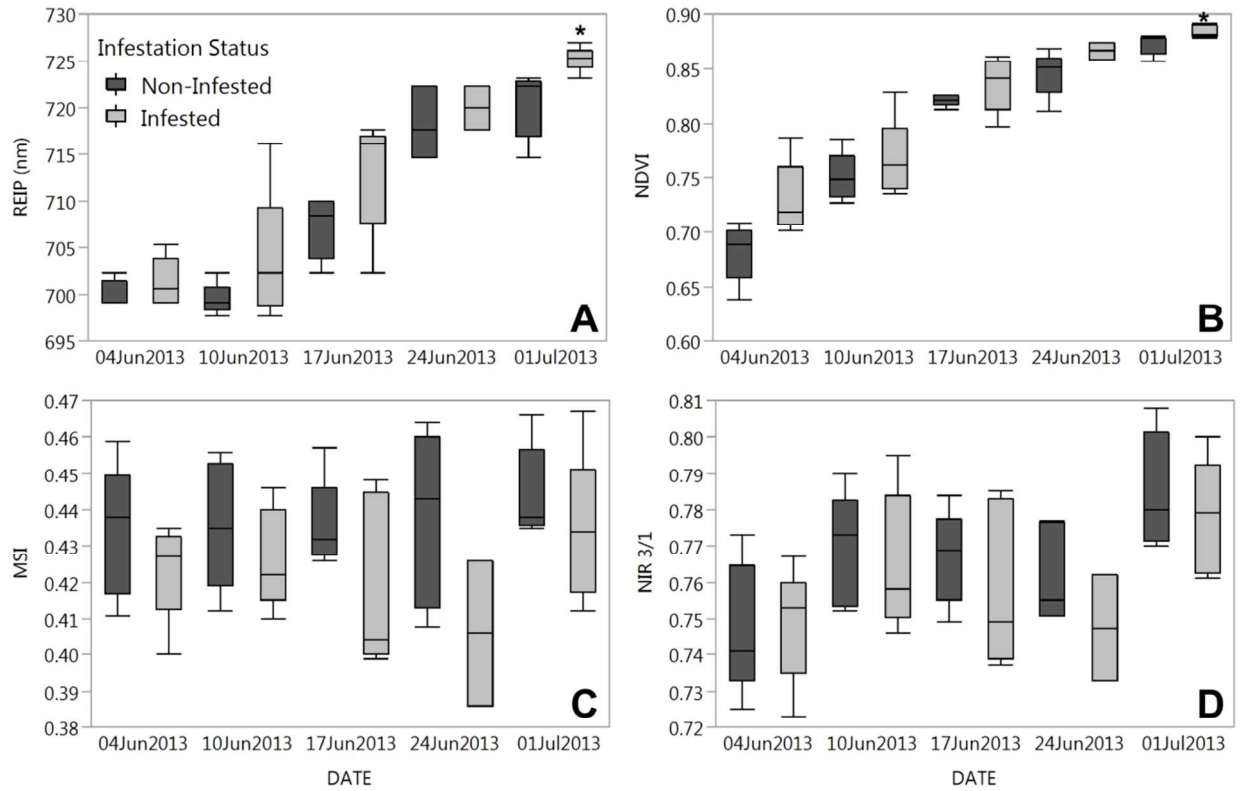 730
725
720
715
710
705
700
695
REIP (nm)
Infestation Status
Non-Infested
Infested
*
A
04Jun2013 10Jun2013 17Jun2013 24Jun2013 01Jul2013
0.90
0.85
0.80
0.75
0.70
0.65
0.60
NDVI
*
B
04Jun2013 10Jun2013 17Jun2013 24Jun2013 01Jul2013
0.47
0.46
0.45
0.44
0.43
0.42
0.41
0.40
0.39
0.38
MSI
C
04Jun2013 10Jun2013 17Jun2013 24Jun2013 01Jul2013
DATE
0.81
0.80
0.79
0.78
0.77
0.76
0.75
0.74
0.73
0.72
NIR 3/1
D
04Jun2013 10Jun2013 17Jun2013 24Jun2013 01Jul2013
DATE